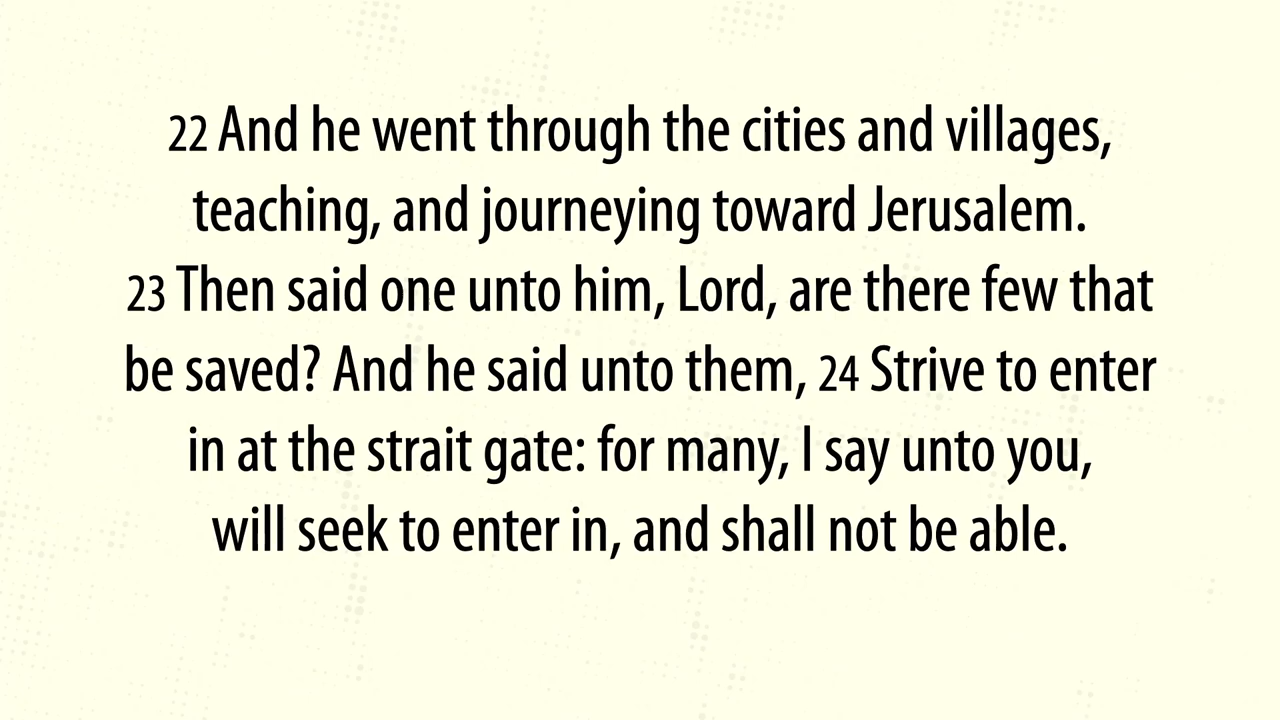 22 And he went through the cities and villages,
teaching, and journeying toward Jerusalem.
23 Then said one unto him, Lord, are there few that
be saved? And he said unto them, 24 Strive to enter
in at the strait gate: for many, I say unto you,
will seek to enter in, and shall not be able.